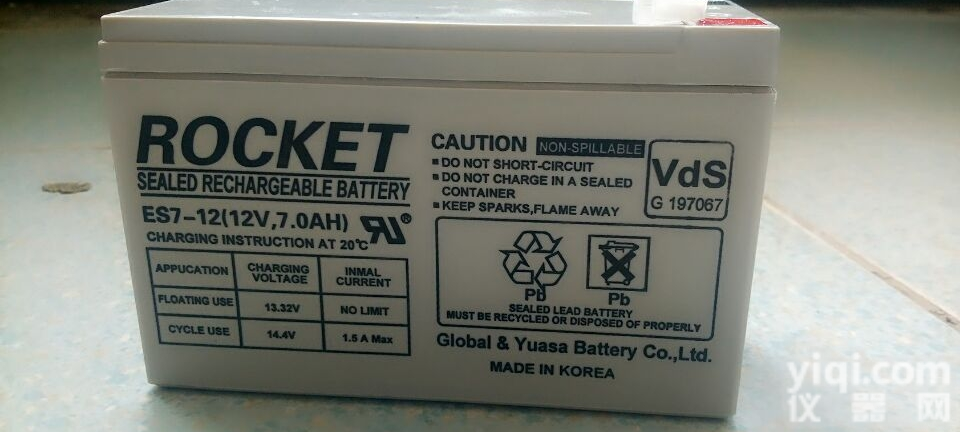 ROCKET
SEALED RECHARGEABLE BATTERY
ES7-12(12V,7.0AH)
CHARGING INSTRUCTION AT 20℃
APPUCATION CHARGING VOLTAGE INMAL CURRENT
FLOATING USE 13.32V NO LIMIT
CYCLE USE 14.4V 1.5 A Max
CAUTION NON-SPILLABLE
▪DO NOT SHORT-CIRCUIT
▪DO NOT CHARGE IN A SEALED
CONTAINER
▪KEEP SPARKS,FLAME AWAY
VdS
G 197067
Pb Pb
SEALED LEAD BATTERY
MUST BE RECYCLED OR DISPOSED OF PROPERLY
Global & Yuasa Battery Co.,Ltd.
MADE IN KOREA
yiqi.com
仪器网